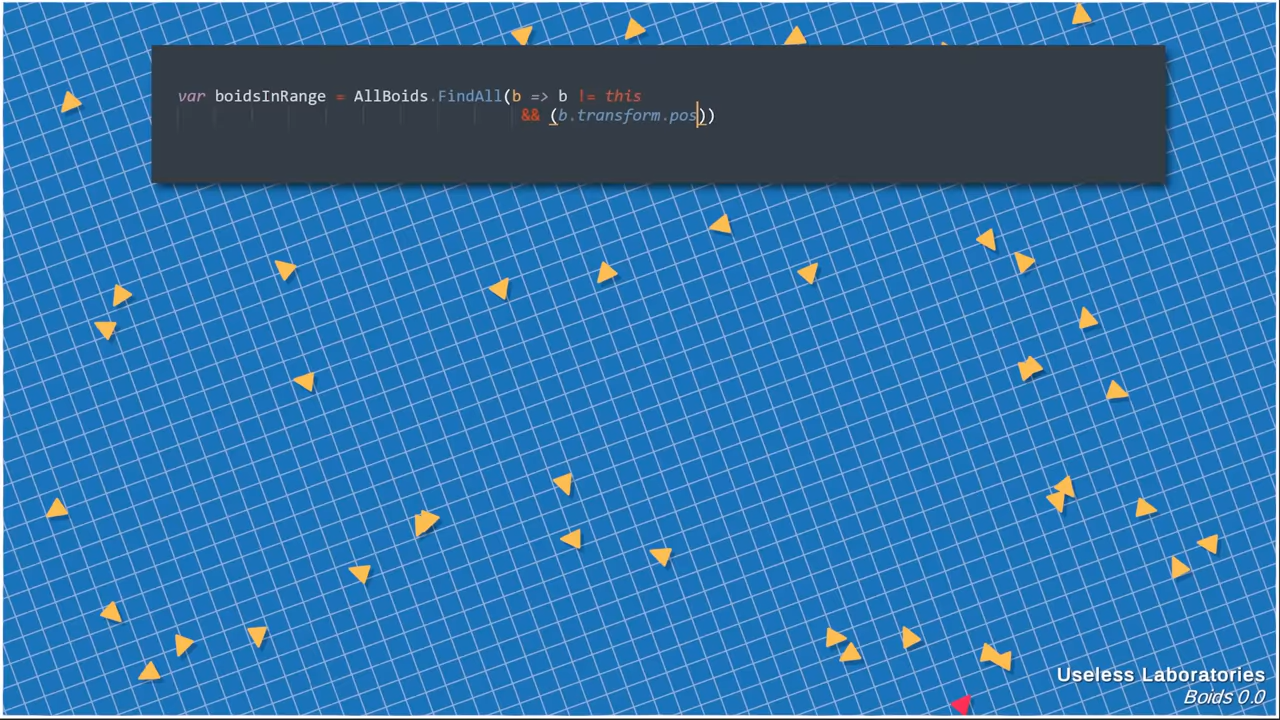 var boidsInRange = AllBoids.FindAll(b => b != this
&& (b.transform.pos))
Useless Laboratories
Boids 0.0